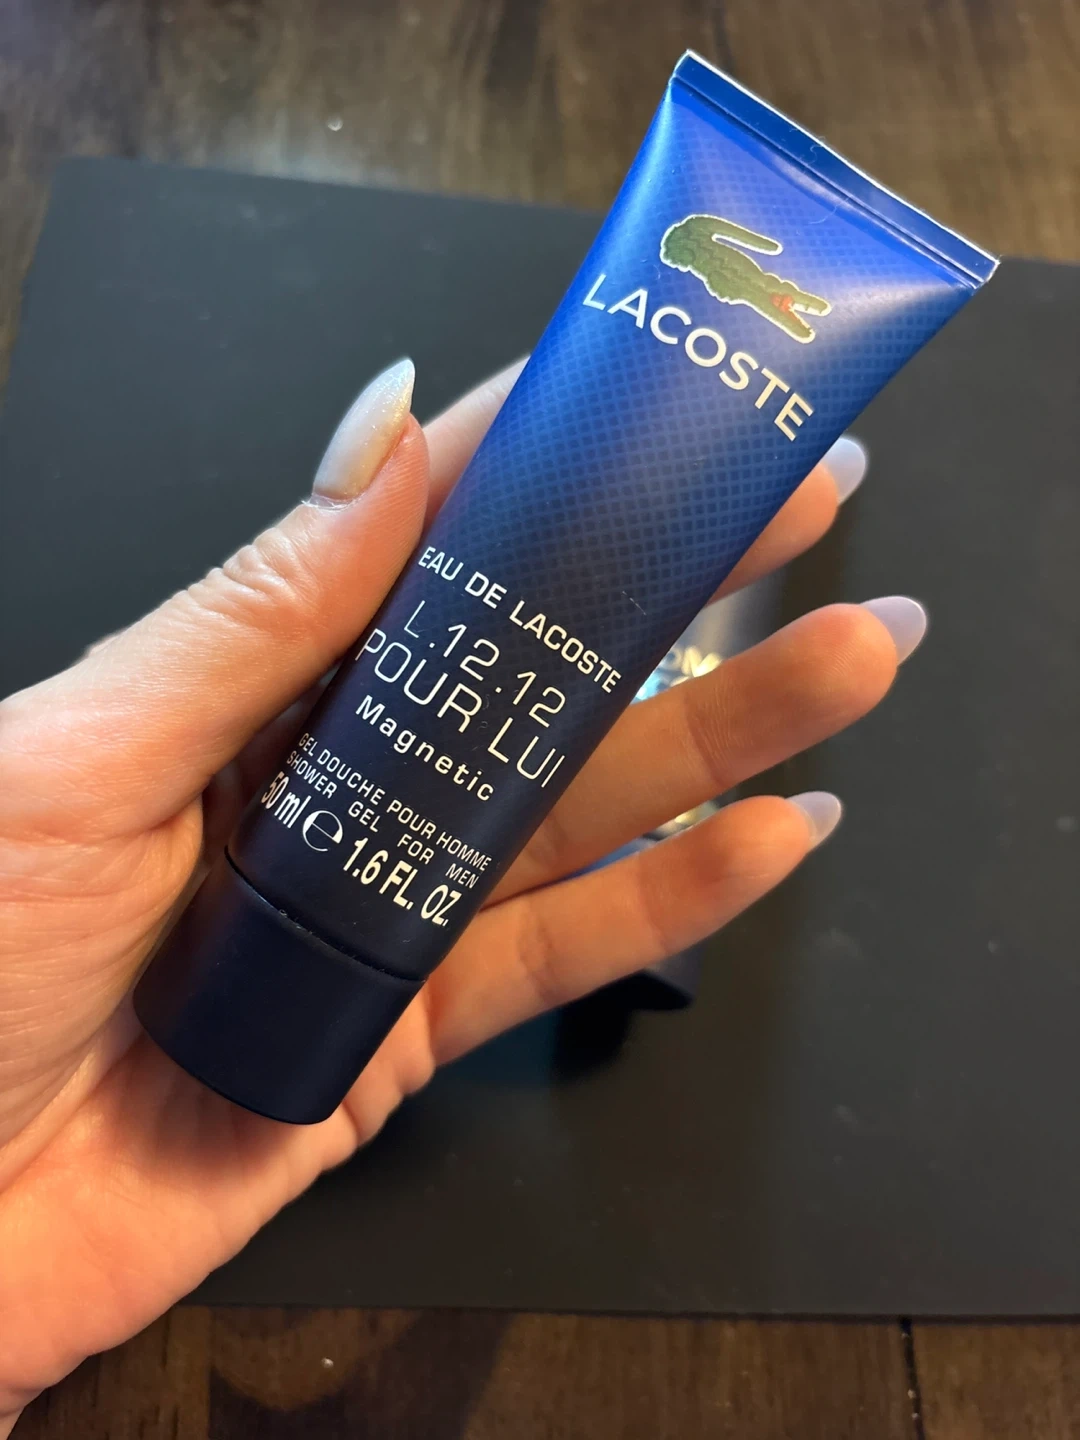 LACOSTE
EAU DE LACOSTE
L.12.12
POUR LUI
Magnetic
GEL DOUCHE POUR HOMME
SHOWER GEL FOR MEN
50 ml ℮ 1.6 FL. OZ.